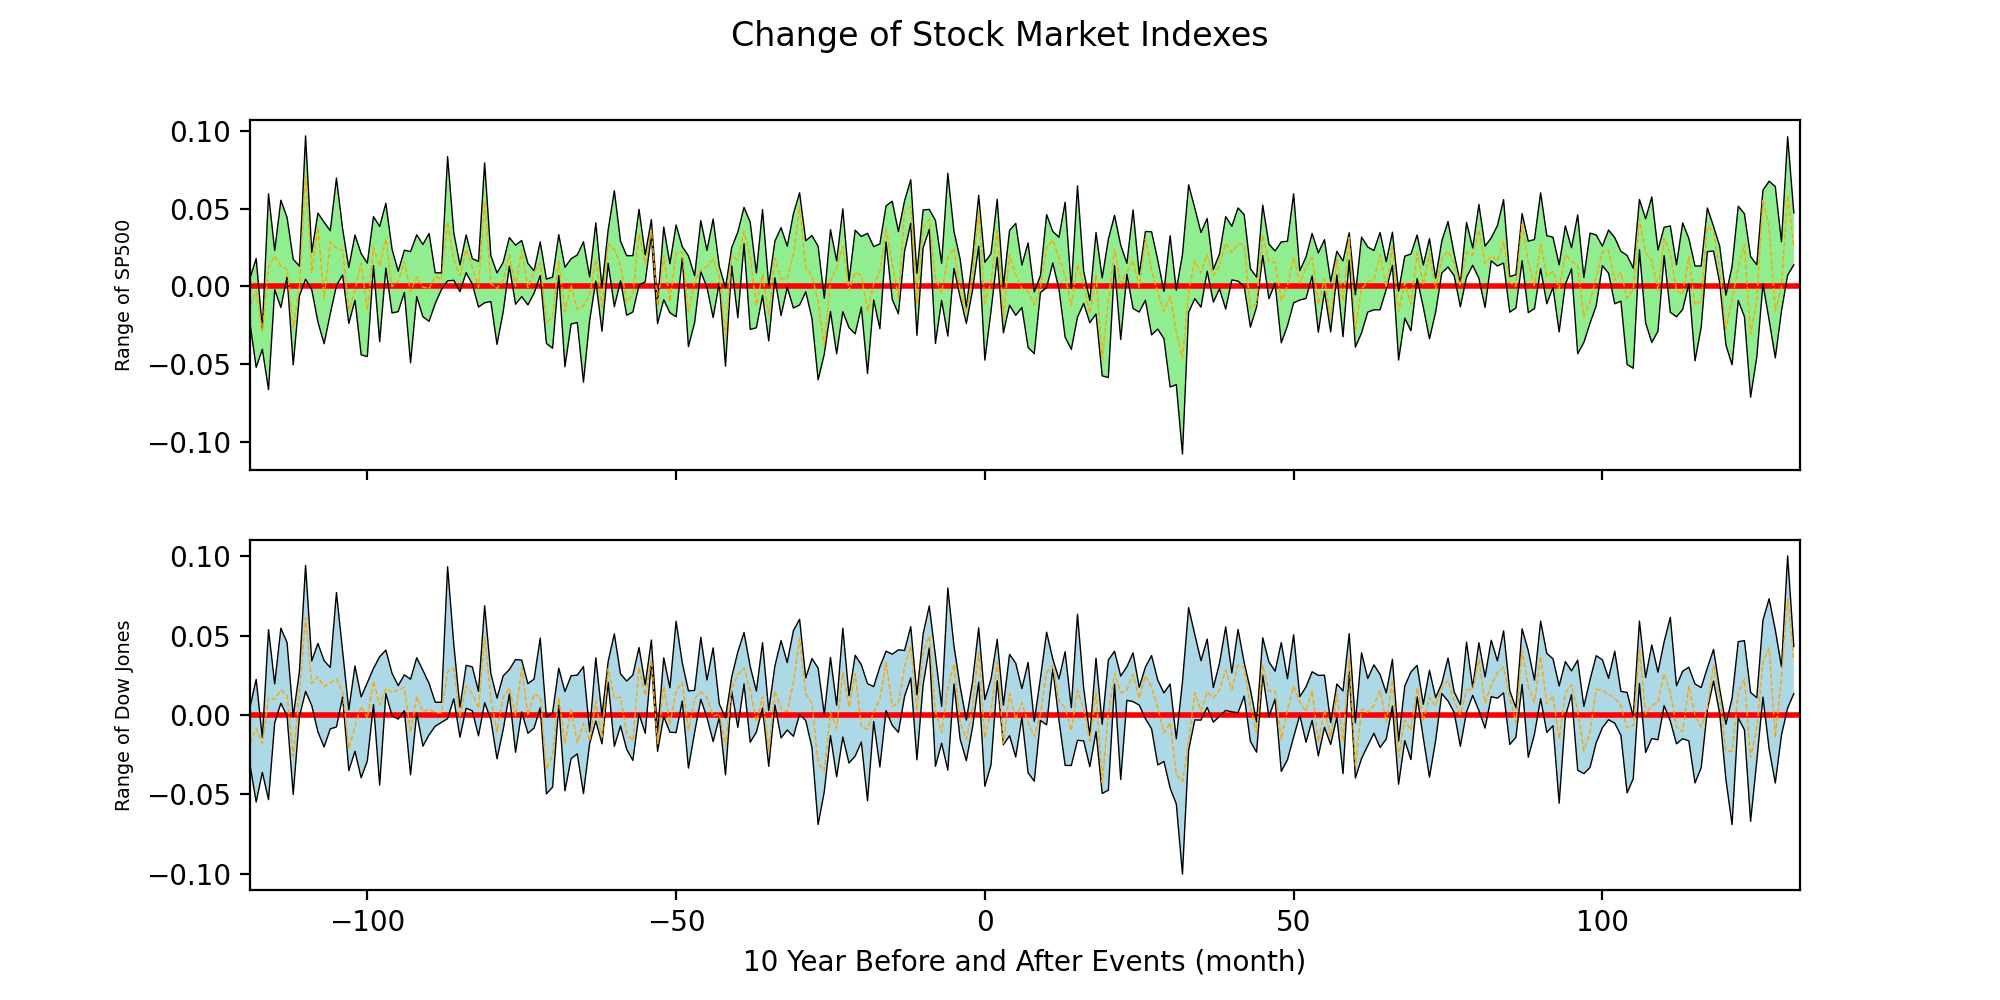 Change of Stock Market Indexes
0.10
0.05
0.00
−0.05
−0.10
Range of SP500
0.10
0.05
0.00
−0.05
−0.10
Range of Dow Jones
−100 −50 0 50 100
10 Year Before and After Events (month)